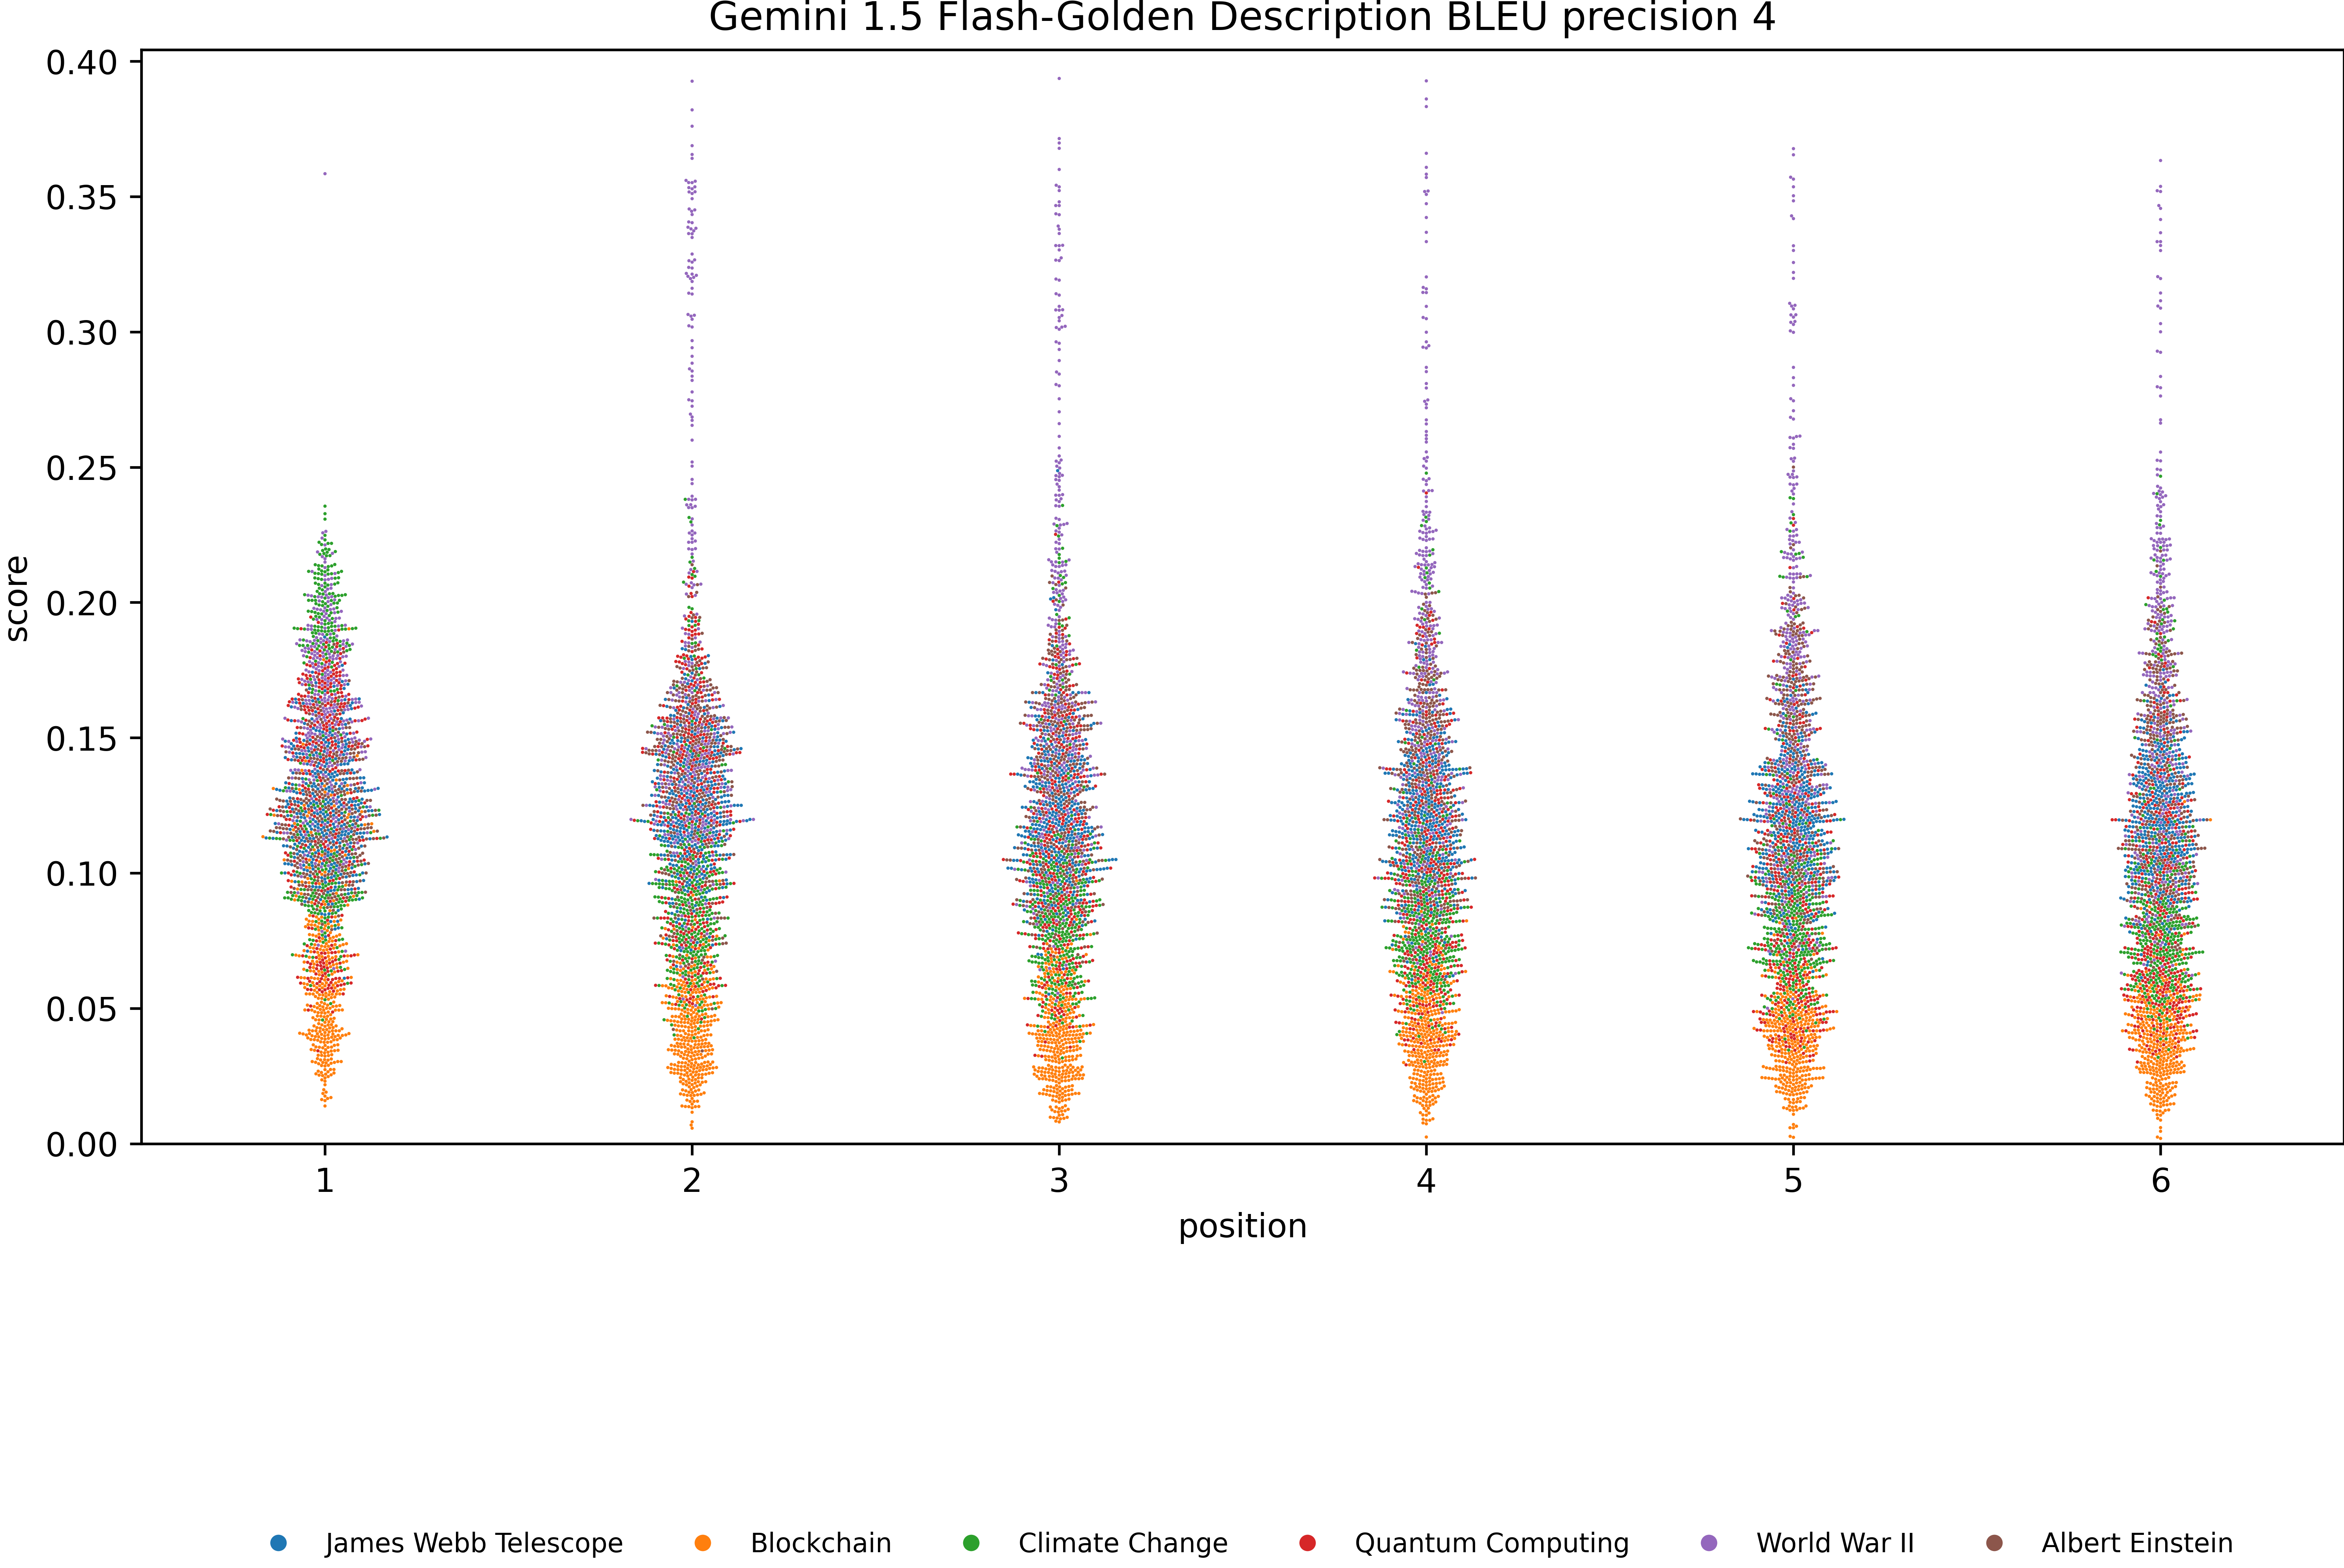 Gemini 1.5 Flash-Golden Description BLEU precision 4
0.40
0.35
0.30
0.25
0.20
0.15
0.10
0.05
0.00
score
1 2 3 4 5 6
position
James Webb Telescope Blockchain Climate Change Quantum Computing World War II Albert Einstein